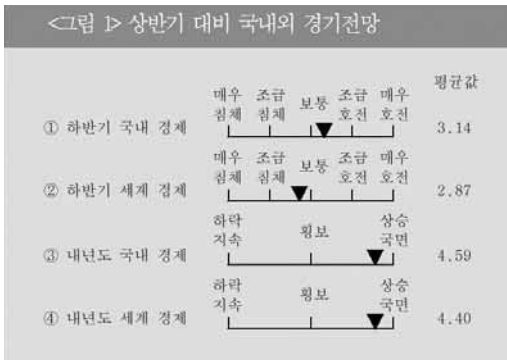 <그림 1> 상반기 대비 국내외 경기전망
평균값
매우 침체 조금 침체 보통 조금 호전 매우 호전
① 하반기 국내 경제 3.14
매우 침체 조금 침체 보통 조금 호전 매우 호전
② 하반기 세계 경제 2.87
하락 지속 횡보 상승 국면
③ 내년도 국내 경제 4.59
하락 지속 횡보 상승 국면
④ 내년도 세계 경제 4.40